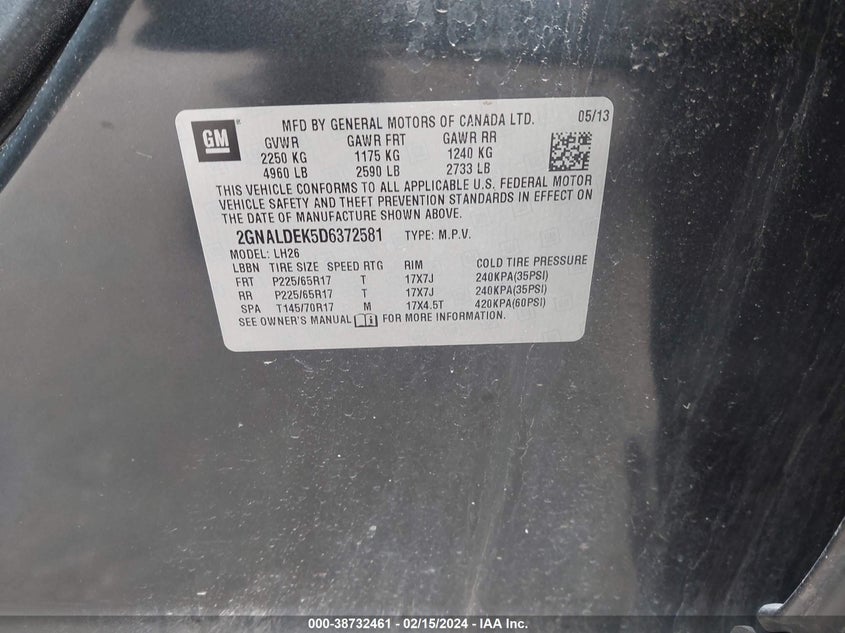 GM
MFD BY GENERAL MOTORS OF CANADA LTD. 05/13
GVWR GAWR FRT GAWR RR
2250 KG 1175 KG 1240 KG
4960 LB 2590 LB 2733 LB
THIS VEHICLE CONFORMS TO ALL APPLICABLE U.S. FEDERAL MOTOR
VEHICLE SAFETY AND THEFT PREVENTION STANDARDS IN EFFECT ON
THE DATE OF MANUFACTURE SHOWN ABOVE.
2GNALDEK5D6372581 TYPE: M.P.V.
MODEL: LH26
LBBN TIRE SIZE SPEED RTG RIM COLD TIRE PRESSURE
FRT P225/65R17 T 17X7J 240KPA(35PSI)
RR P225/65R17 T 17X7J 240KPA(35PSI)
SPA T145/70R17 M 17X4.5T 420KPA(60PSI)
SEE OWNER'S MANUAL FOR MORE INFORMATION.
000-38732461 - 02/15/2024 - IAA Inc.